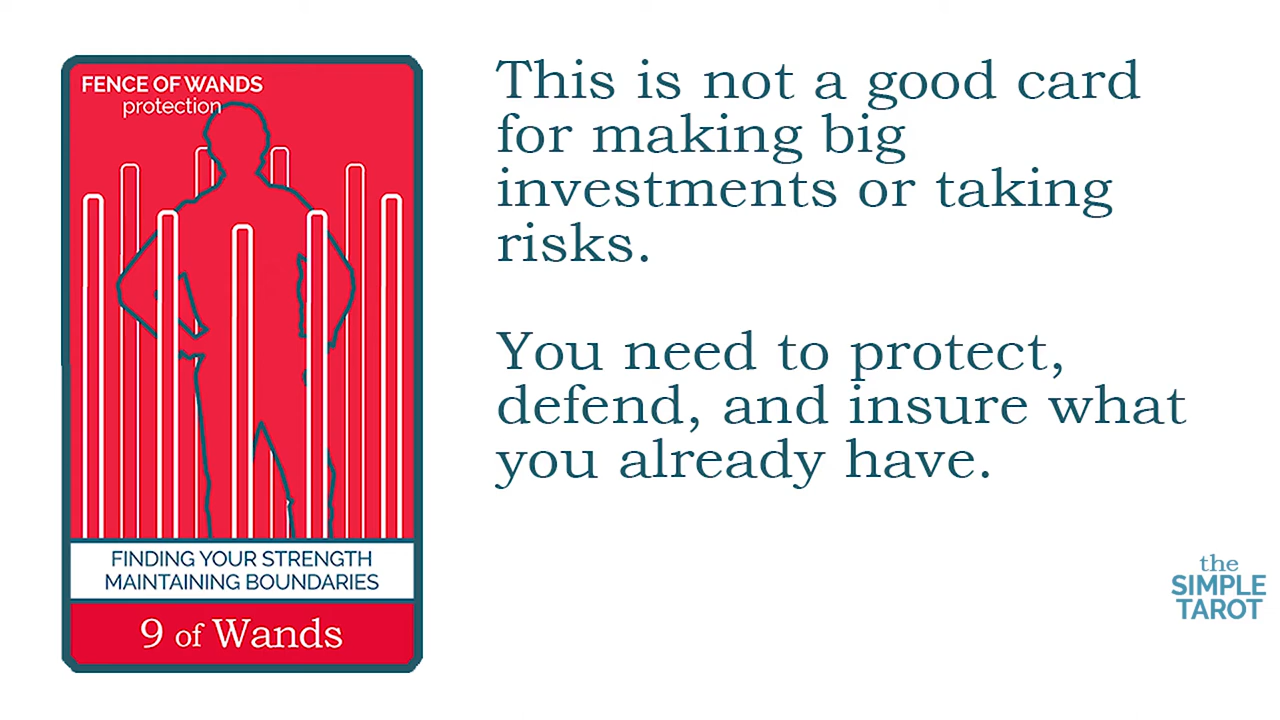 FENCE OF WANDS
protection
FINDING YOUR STRENGTH
MAINTAINING BOUNDARIES
9 of Wands
This is not a good card
for making big
investments or taking
risks.
You need to protect,
defend, and insure what
you already have.
the
SIMPLE
TAROT